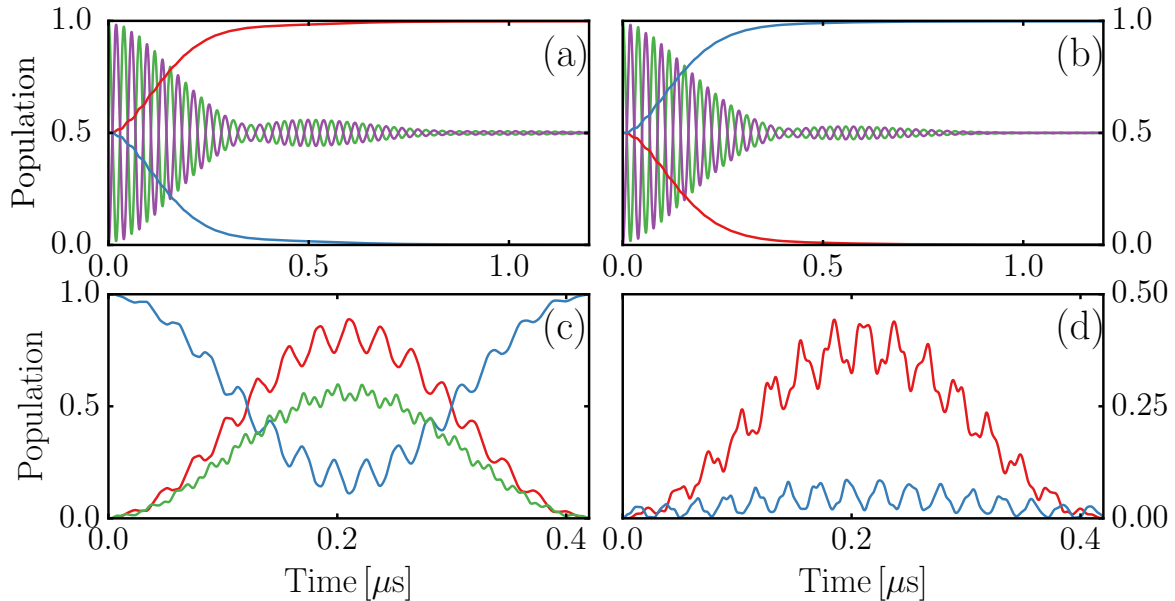 1.0 (a) (b) 1.0
Population
0.5 0.5
0.0 0.0
0.0 0.5 1.0 0.0 0.5 1.0
1.0 (c) (d) 0.50
Population
0.5 0.25
0.0 0.00
0.0 0.2 0.4 0.0 0.2 0.4
Time [μs] Time [μs]